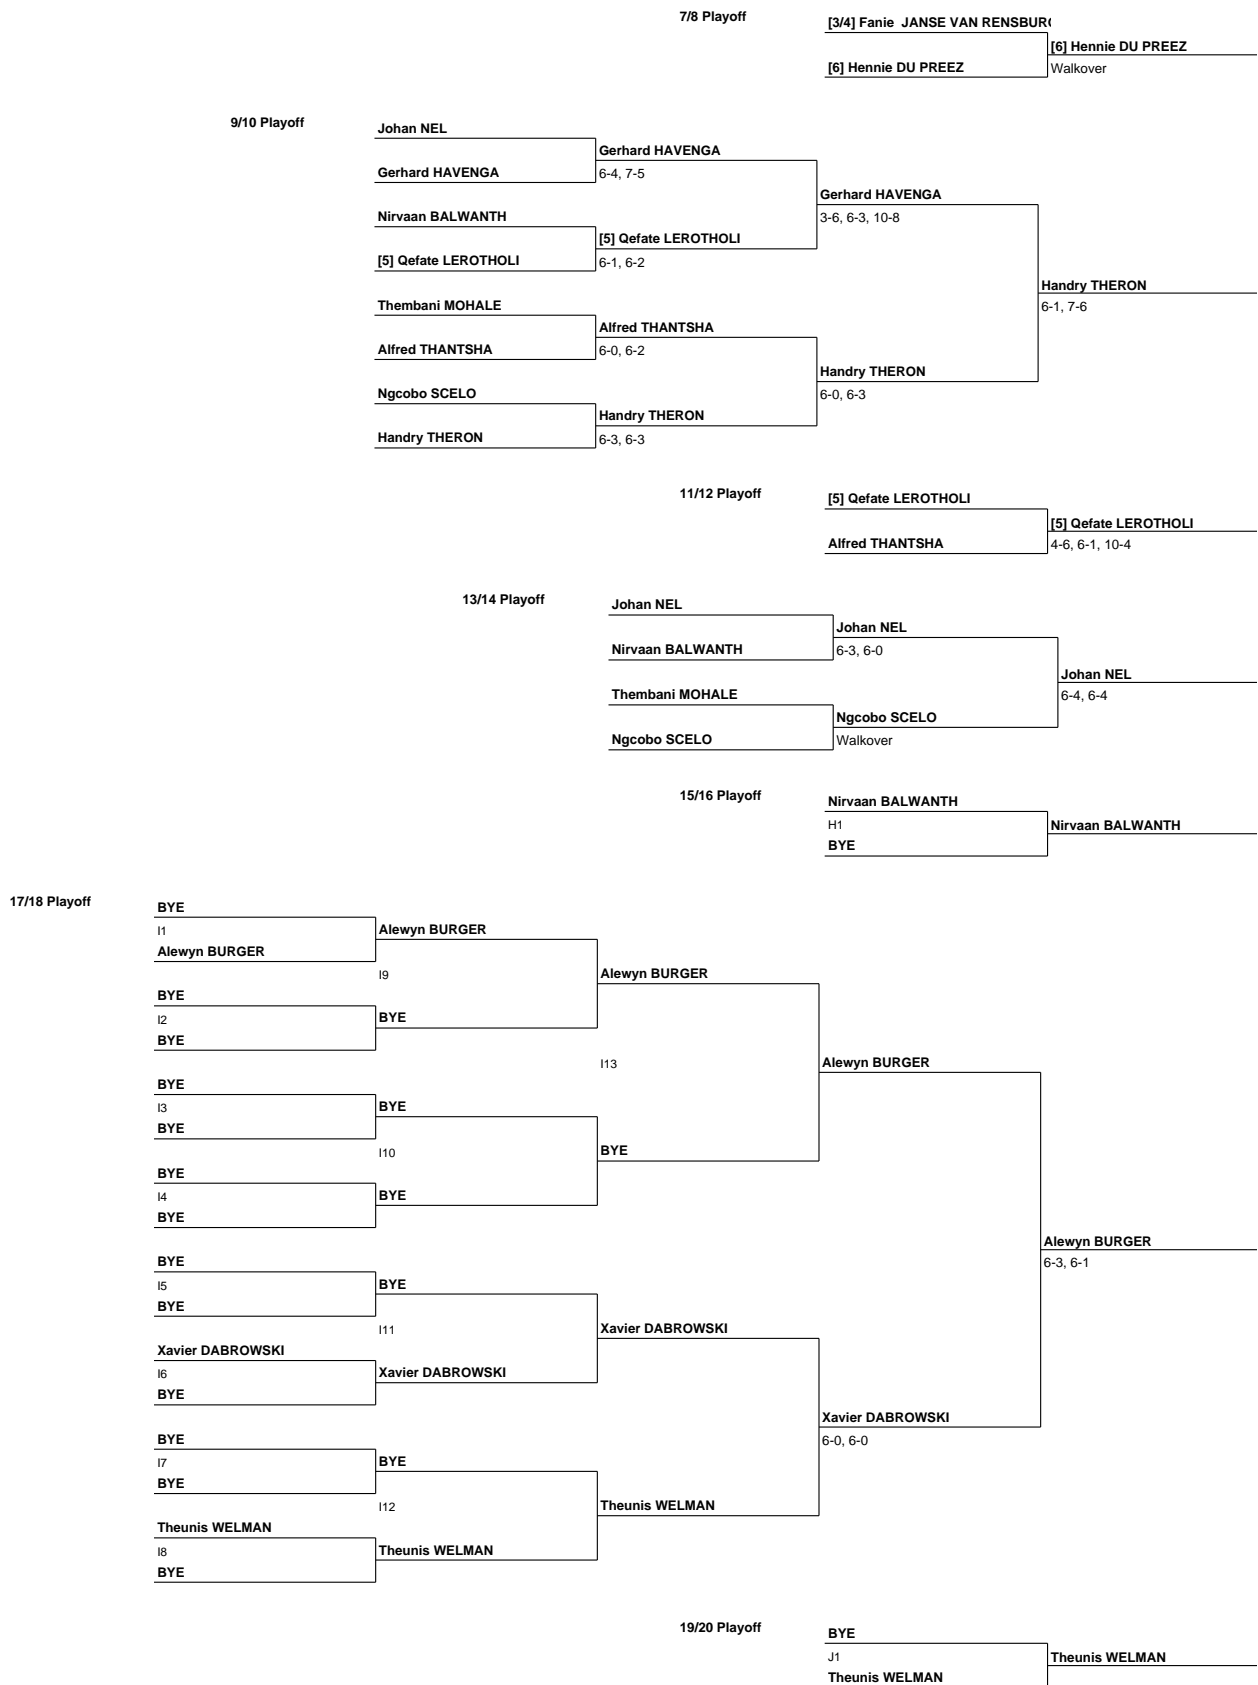 7/8 Playoff
[3/4] Fanie JANSE VAN RENSBURG
[6] Hennie DU PREEZ
[6] Hennie DU PREEZ
Walkover
9/10 Playoff
Johan NEL
Gerhard HAVENGA
Gerhard HAVENGA
6-4, 7-5
Gerhard HAVENGA
3-6, 6-3, 10-8
Nirvaan BALWANTH
[5] Qefate LEROTHOLI
[5] Qefate LEROTHOLI
6-1, 6-2
Handry THERON
6-1, 7-6
Thembani MOHALE
Alfred THANTSHA
Alfred THANTSHA
6-0, 6-2
Handry THERON
6-0, 6-3
Ngcobo SCELO
Handry THERON
Handry THERON
6-3, 6-3
11/12 Playoff
[5] Qefate LEROTHOLI
[5] Qefate LEROTHOLI
Alfred THANTSHA
4-6, 6-1, 10-4
13/14 Playoff
Johan NEL
Johan NEL
Nirvaan BALWANTH
6-3, 6-0
Johan NEL
6-4, 6-4
Thembani MOHALE
Ngcobo SCELO
Ngcobo SCELO
Walkover
15/16 Playoff
Nirvaan BALWANTH
H1
Nirvaan BALWANTH
BYE
17/18 Playoff
BYE
I1
Alewyn BURGER
Alewyn BURGER
I9
Alewyn BURGER
BYE
I2
BYE
BYE
I13
Alewyn BURGER
BYE
I3
BYE
BYE
I10
BYE
BYE
I4
BYE
BYE
Alewyn BURGER
6-3, 6-1
BYE
I5
BYE
BYE
I11
Xavier DABROWSKI
Xavier DABROWSKI
I6
Xavier DABROWSKI
BYE
Xavier DABROWSKI
6-0, 6-0
BYE
I7
BYE
BYE
I12
Theunis WELMAN
Theunis WELMAN
I8
Theunis WELMAN
BYE
19/20 Playoff
BYE
J1
Theunis WELMAN
Theunis WELMAN